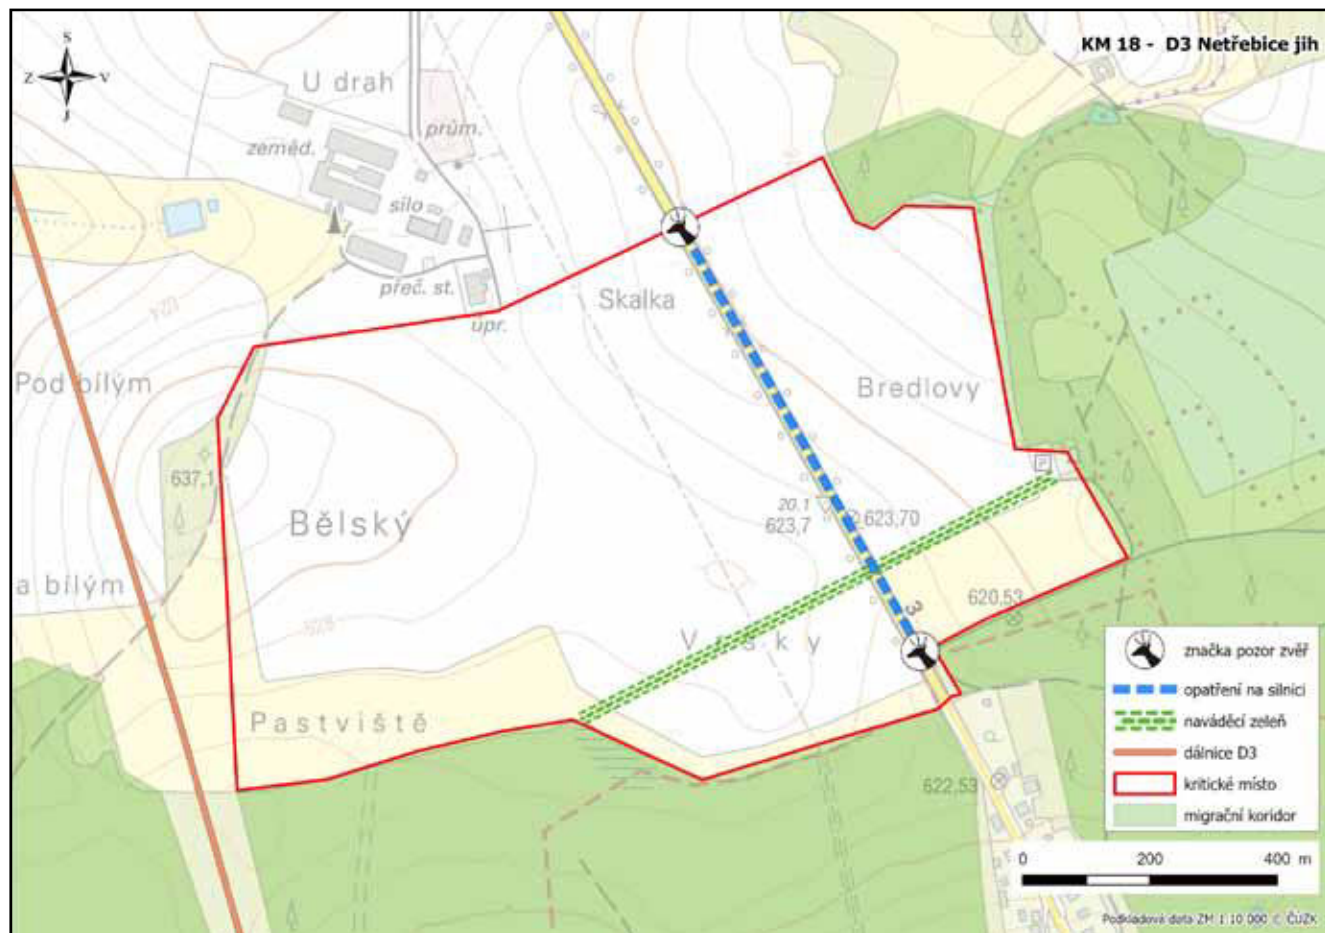 KM 18 - D3 Netřebice jih
S
Z V
J
U drah
prům.
zeměd.
silo
přeč. st.
úpr.
Skalka
Bredlovy
Pod bílým
637,1
Bělský
20.1
623,7
623,70
P
a bílým
620,53
3
Pastviště
622,53
značka pozor zvěř
opatření na silnici
naváděcí zeleň
dálnice D3
kritické místo
migrační koridor
0 200 400 m
Podkladová data ZM 1:10 000 © ČÚZK